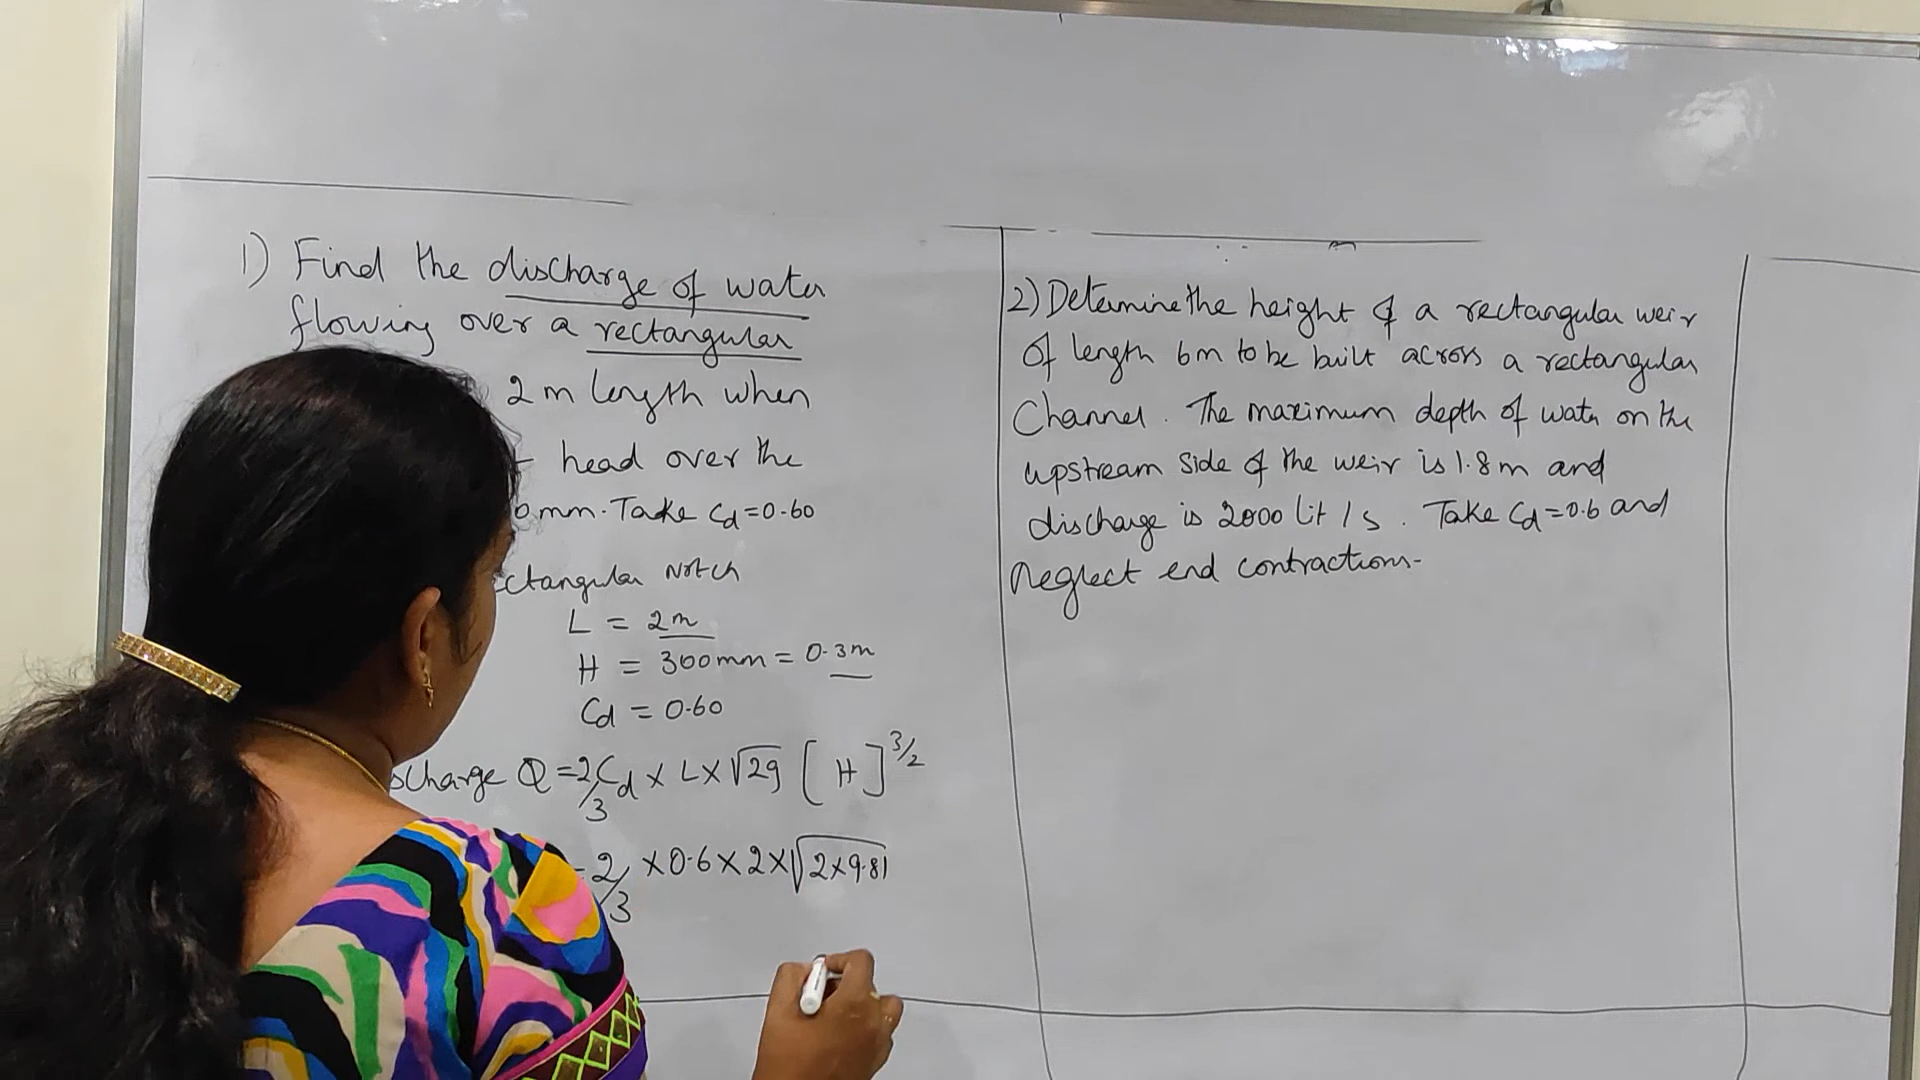 1) Find the discharge of water
flowing over a rectangular
2 m length when
head over the
mm. Take Cd = 0.60
ctangular Notch
L = 2m
H = 300mm = 0.3m
Cd = 0.60
scharge Q = 2/3 Cd x L x √2g [H]^3/2
= 2/3 x 0.6 x 2 x √2x9.81
2) Determine the height of a rectangular weir
of length 6m to be built across a rectangular
Channel. The maximum depth of water on the
upstream side of the weir is 1.8m and
discharge is 2000 lit/s. Take Cd = 0.6 and
Neglect end contractions.